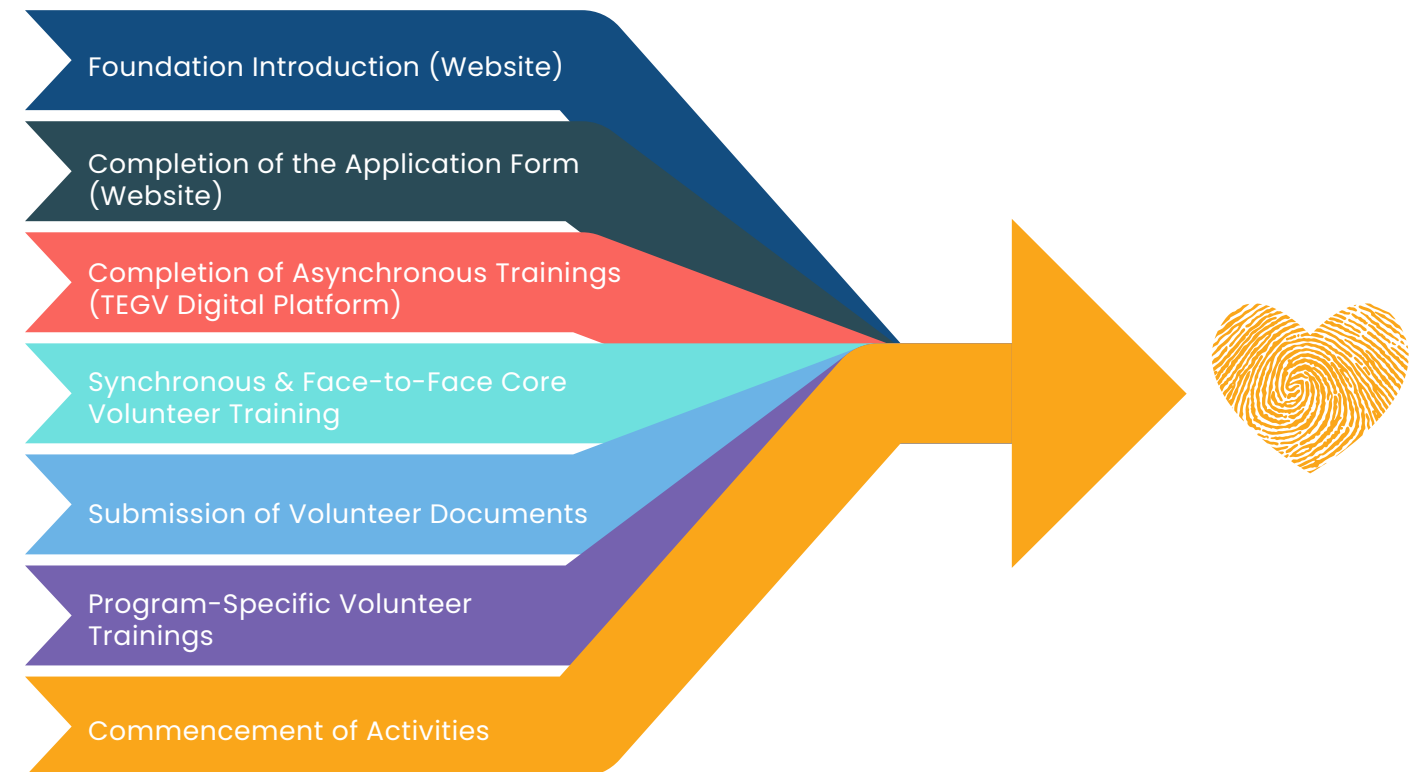 Foundation Introduction (Website)
Completion of the Application Form
(Website)
Completion of Asynchronous Trainings
(TEGV Digital Platform)
Synchronous & Face-to-Face Core
Volunteer Training
Submission of Volunteer Documents
Program-Specific Volunteer
Trainings
Commencement of Activities